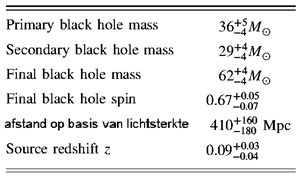 Primary black hole mass 36+5−4 M⊙
Secondary black hole mass 29+4−4 M⊙
Final black hole mass 62+4−4 M⊙
Final black hole spin 0.67+0.05−0.07
afstand op basis van lichtsterkte 410+160−180 Mpc
Source redshift z 0.09+0.03−0.04